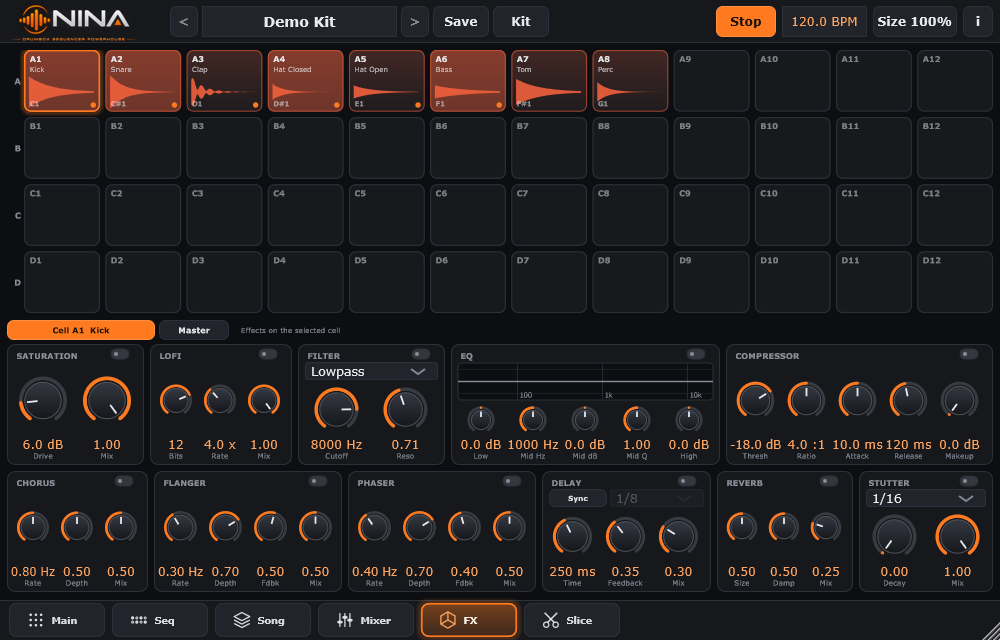 NINA
DRUMBOX SEQUENCER POWERHOUSE
< Demo Kit > Save Kit Stop 120.0 BPM Size 100% i
A1 A2 A3 A4 A5 A6 A7 A8 A9 A10 A11 A12
Kick Snare Clap Hat Closed Hat Open Bass Tom Perc
A
C1 C#1 D1 D#1 E1 F1 F#1 G1
B1 B2 B3 B4 B5 B6 B7 B8 B9 B10 B11 B12
B
C1 C2 C3 C4 C5 C6 C7 C8 C9 C10 C11 C12
C
D1 D2 D3 D4 D5 D6 D7 D8 D9 D10 D11 D12
D
Cell A1 Kick Master Effects on the selected cell
SATURATION LOFI FILTER EQ COMPRESSOR
Lowpass
100 1k 10k
6.0 dB 1.00 12 4.0 x 1.00 8000 Hz 0.71 0.0 dB 1000 Hz 0.0 dB 1.00 0.0 dB -18.0 dB 4.0 :1 10.0 ms 120 ms 0.0 dB
Drive Mix Bits Rate Mix Cutoff Reso Low Mid Hz Mid dB Mid Q High Thresh Ratio Attack Release Makeup
CHORUS FLANGER PHASER DELAY REVERB STUTTER
Sync 1/8 1/16
0.80 Hz 0.50 0.50 0.30 Hz 0.70 0.50 0.50 0.40 Hz 0.70 0.40 0.50 250 ms 0.35 0.30 0.50 0.50 0.25 0.00 1.00
Rate Depth Mix Rate Depth Fdbk Mix Rate Depth Fdbk Mix Time Feedback Mix Size Damp Mix Decay Mix
Main Seq Song Mixer FX Slice